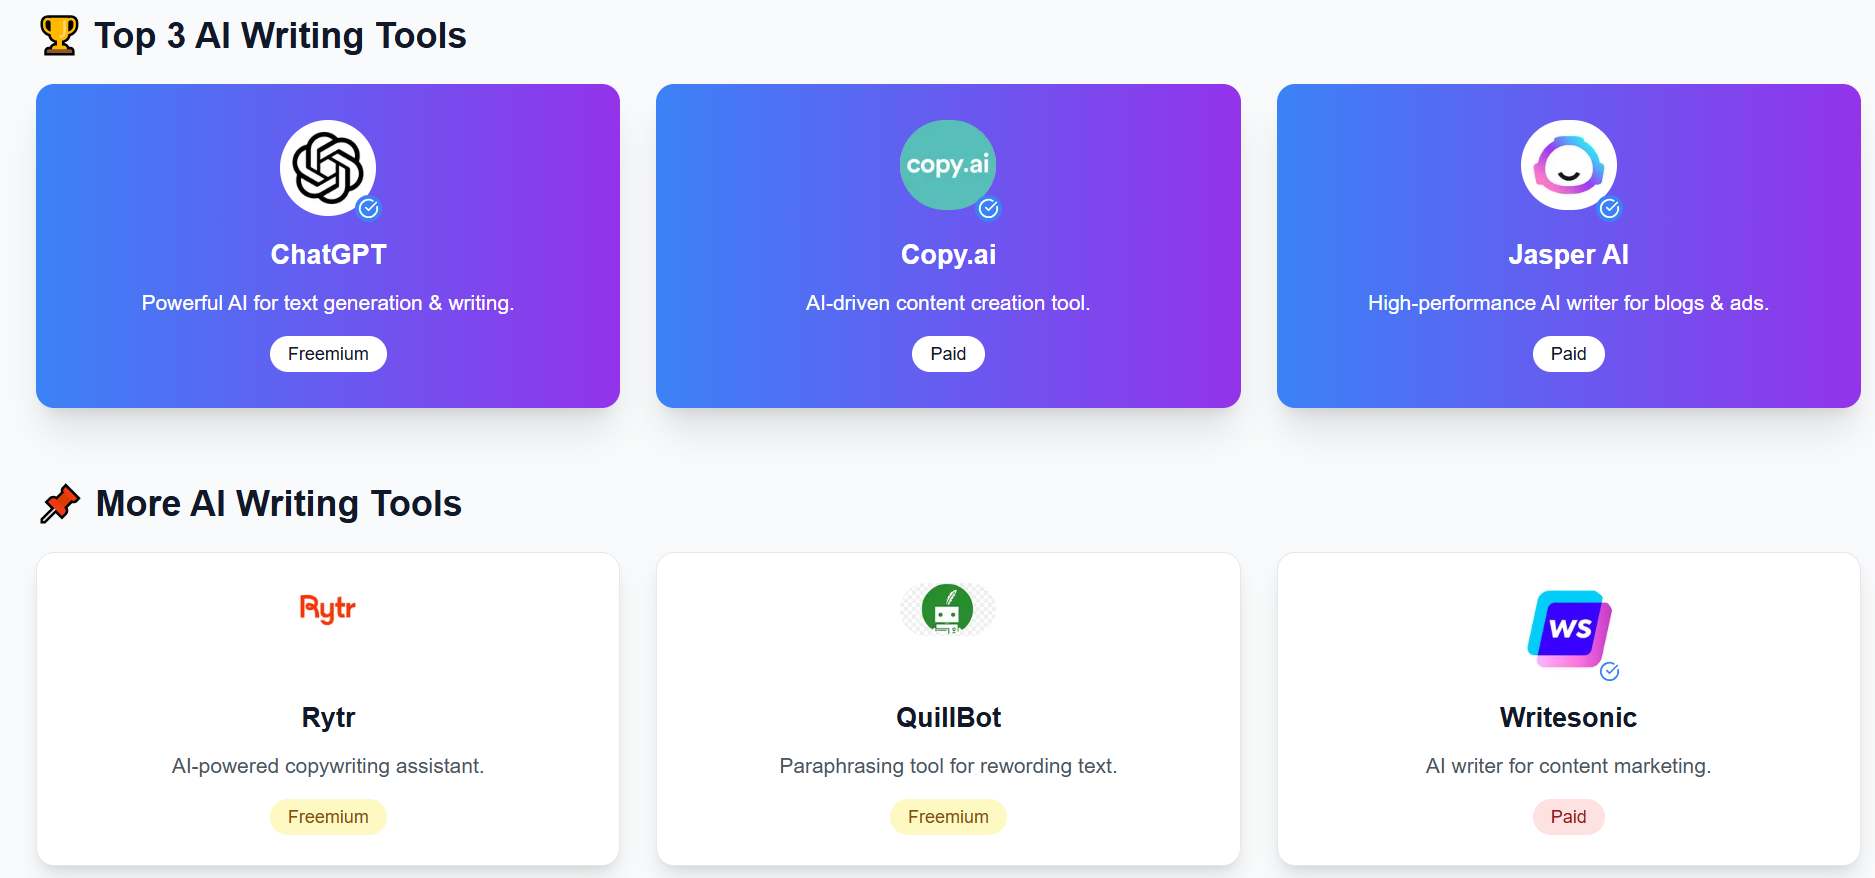 Top 3 AI Writing Tools
copy.ai
ChatGPT
Copy.ai
Jasper AI
Powerful AI for text generation & writing.
AI-driven content creation tool.
High-performance AI writer for blogs & ads.
Freemium
Paid
Paid
More AI Writing Tools
Rytr
WS
Rytr
QuillBot
Writesonic
AI-powered copywriting assistant.
Paraphrasing tool for rewording text.
AI writer for content marketing.
Freemium
Freemium
Paid